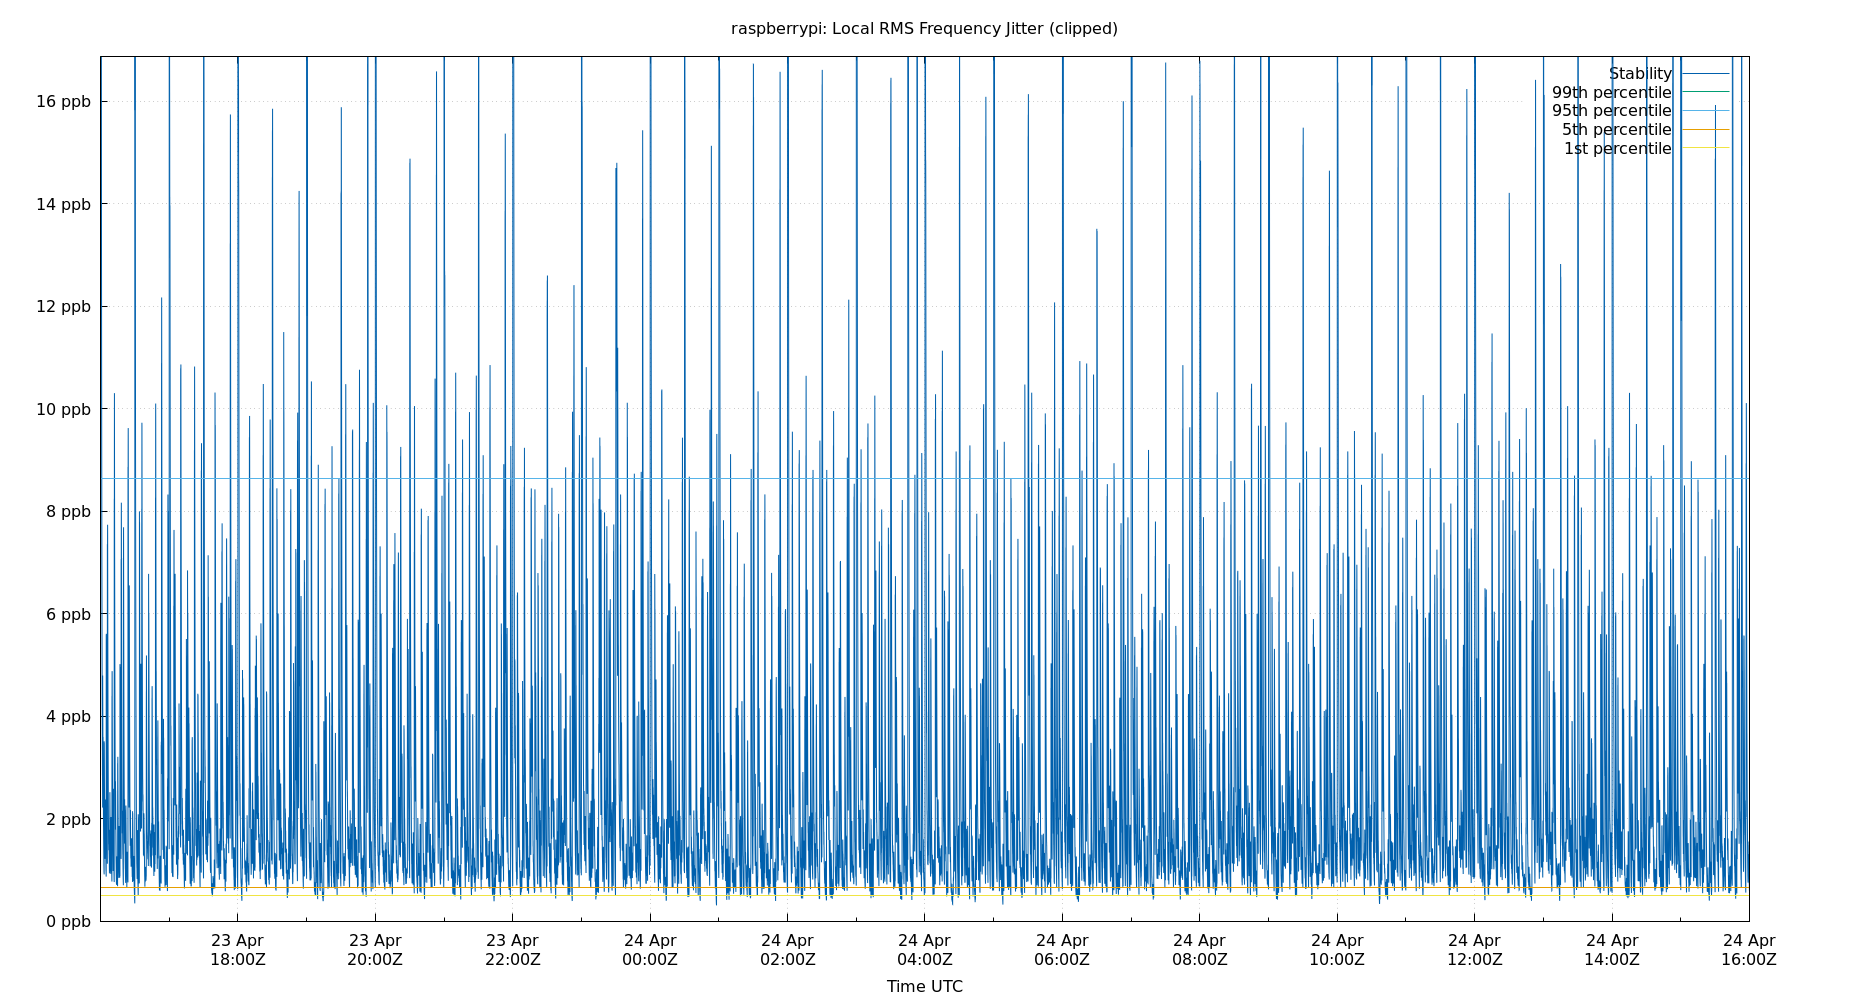 raspberrypi: Local RMS Frequency Jitter (clipped)
Stability
99th percentile
95th percentile
5th percentile
1st percentile
16 ppb
14 ppb
12 ppb
10 ppb
8 ppb
6 ppb
4 ppb
2 ppb
0 ppb
23 Apr 23 Apr 23 Apr 24 Apr 24 Apr 24 Apr 24 Apr 24 Apr 24 Apr 24 Apr 24 Apr 24 Apr
18:00Z 20:00Z 22:00Z 00:00Z 02:00Z 04:00Z 06:00Z 08:00Z 10:00Z 12:00Z 14:00Z 16:00Z
Time UTC